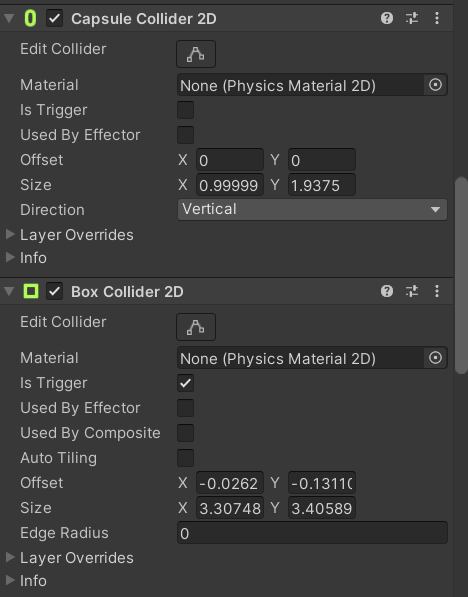 Capsule Collider 2D
Edit Collider
Material None (Physics Material 2D)
Is Trigger
Used By Effector
Offset X 0 Y 0
Size X 0.99999 Y 1.9375
Direction Vertical
Layer Overrides
Info
Box Collider 2D
Edit Collider
Material None (Physics Material 2D)
Is Trigger
Used By Effector
Used By Composite
Auto Tiling
Offset X -0.0262 Y -0.1311(
Size X 3.30748 Y 3.40589
Edge Radius 0
Layer Overrides
Info